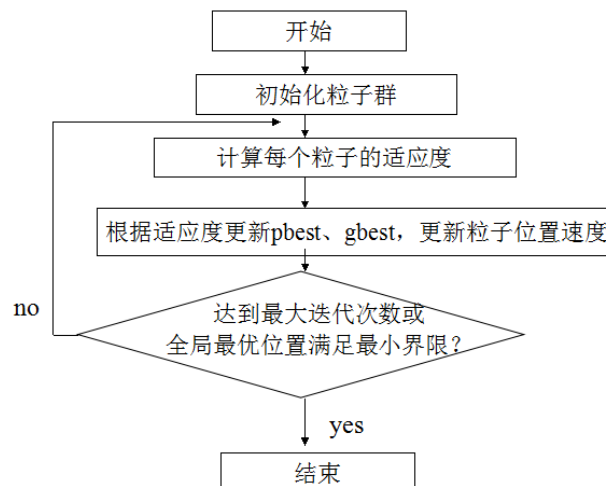 开始
初始化粒子群
计算每个粒子的适应度
根据适应度更新pbest、gbest，更新粒子位置速度
no
达到最大迭代次数或
全局最优位置满足最小界限？
yes
结束